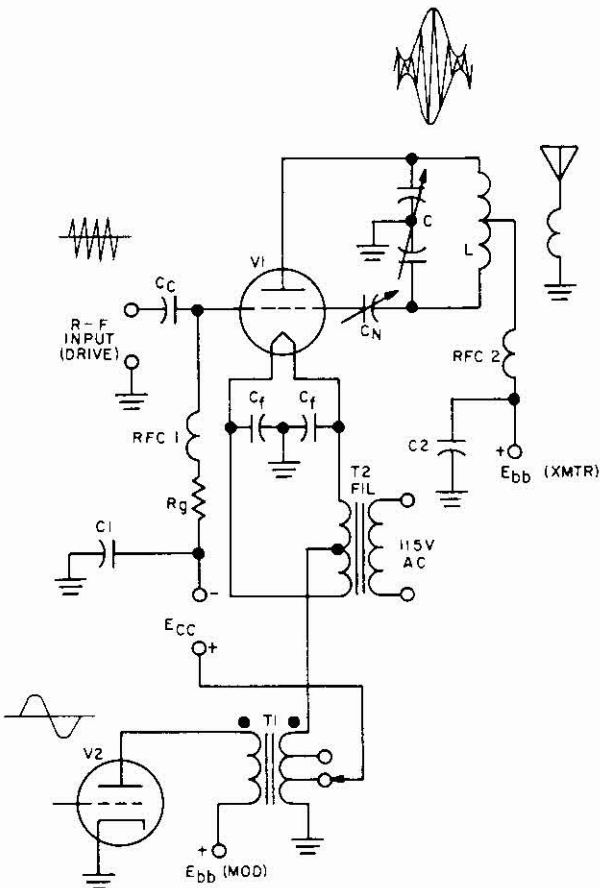 V1
C
L
CC
CN
R-F
INPUT
(DRIVE)
RFC 2
RFC 1
Cf
Cf
C2
+
Ebb (XMTR)
T2
FIL
Rg
115V
AC
C1
-
ECC
+
T1
V2
+
Ebb (MOD)